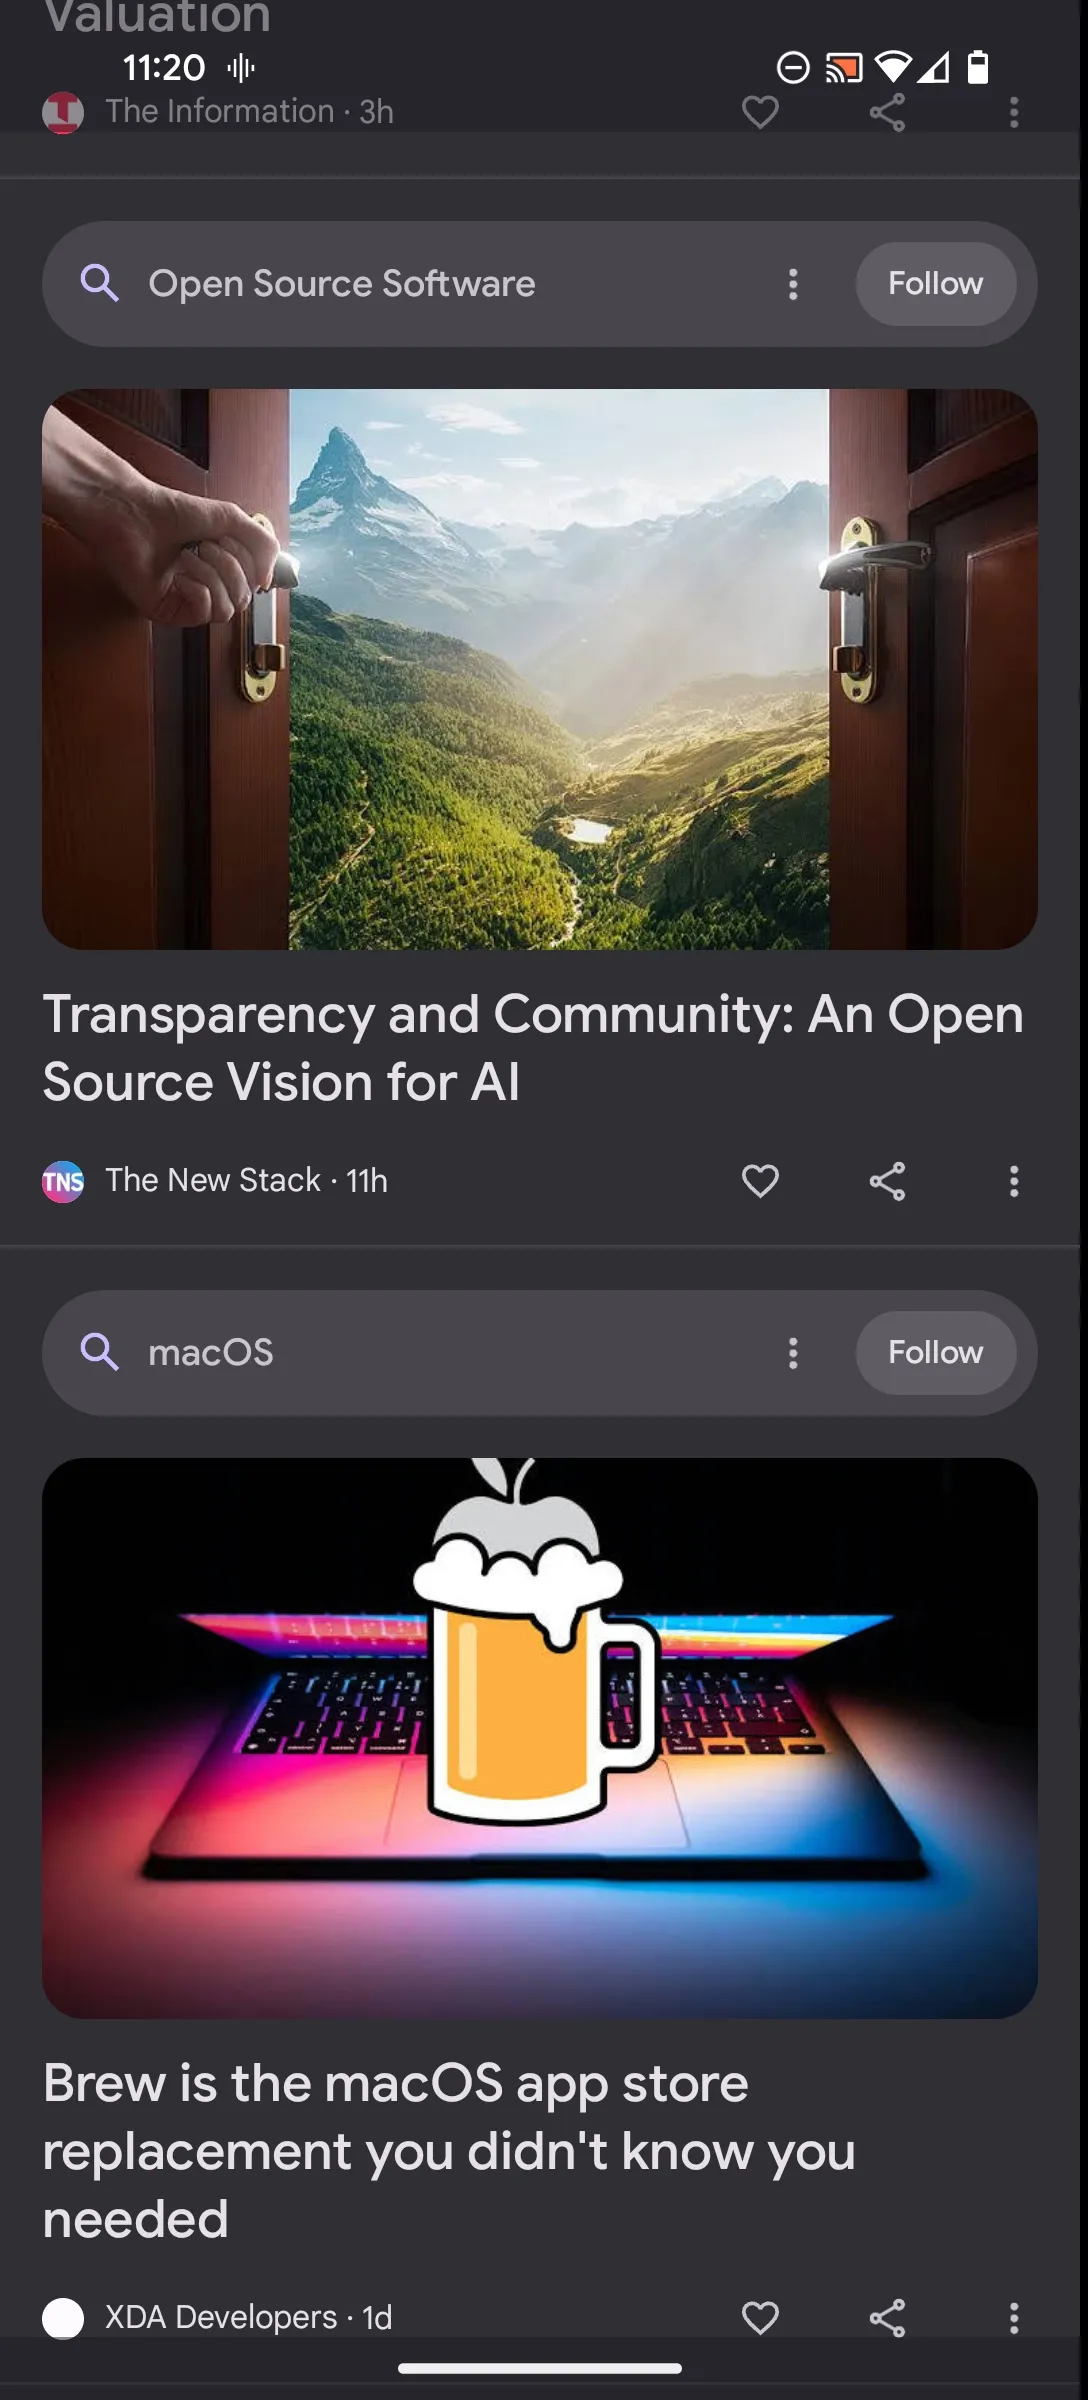 Valuation
11:20
The Information · 3h
Open Source Software
Follow
Transparency and Community: An Open
Source Vision for AI
TNS
The New Stack · 11h
macOS
Follow
Brew is the macOS app store
replacement you didn't know you
needed
XDA Developers · 1d